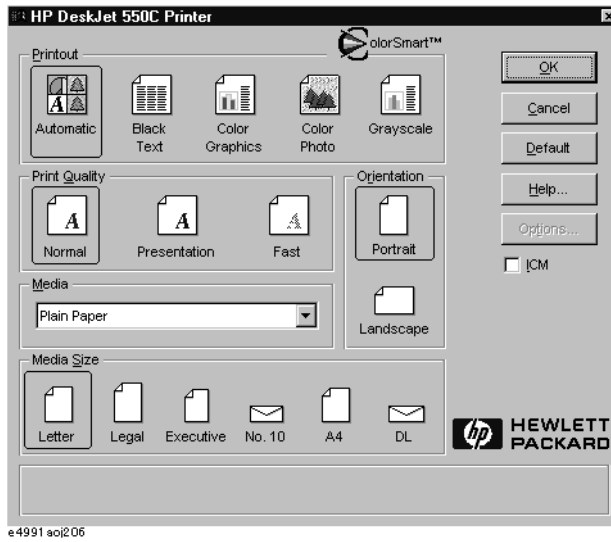 HP DeskJet 550C Printer
ColorSmart™
Printout
Automatic
Black
Text
Color
Graphics
Color
Photo
Grayscale
OK
Cancel
Default
Help...
Options...
ICM
Print Quality
Normal
Presentation
Fast
Orientation
Portrait
Landscape
Media
Plain Paper
Media Size
Letter
Legal
Executive
No. 10
A4
DL
hp HEWLETT
PACKARD
e4991aoj206